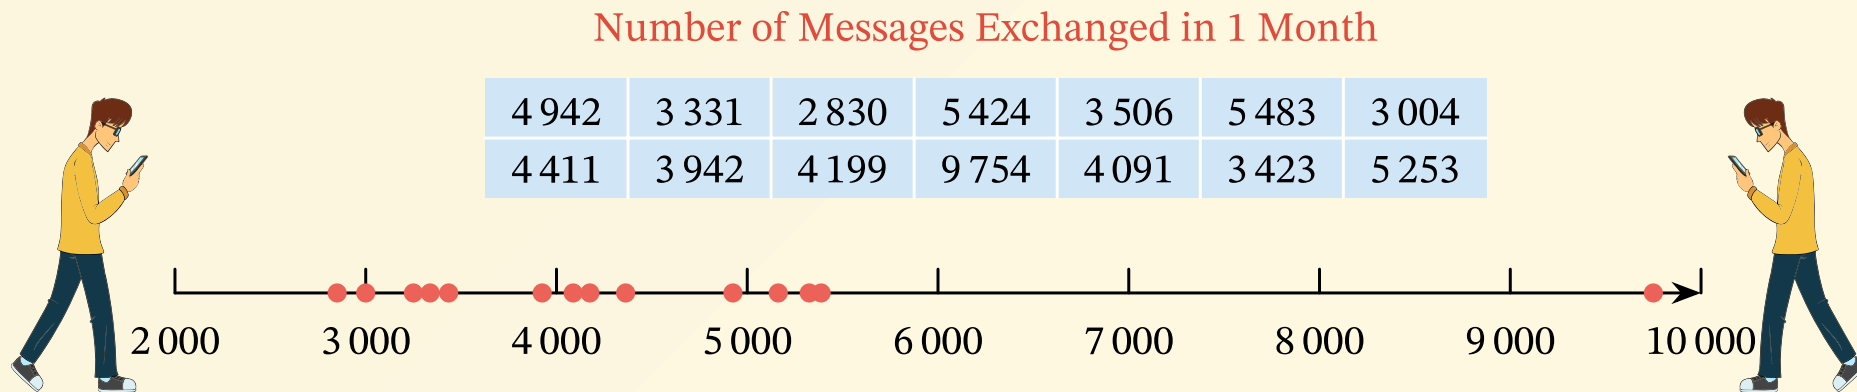 Number of Messages Exchanged in 1 Month
4 942 3 331 2 830 5 424 3 506 5 483 3 004
4 411 3 942 4 199 9 754 4 091 3 423 5 253
2 000 3 000 4 000 5 000 6 000 7 000 8 000 9 000 10 000